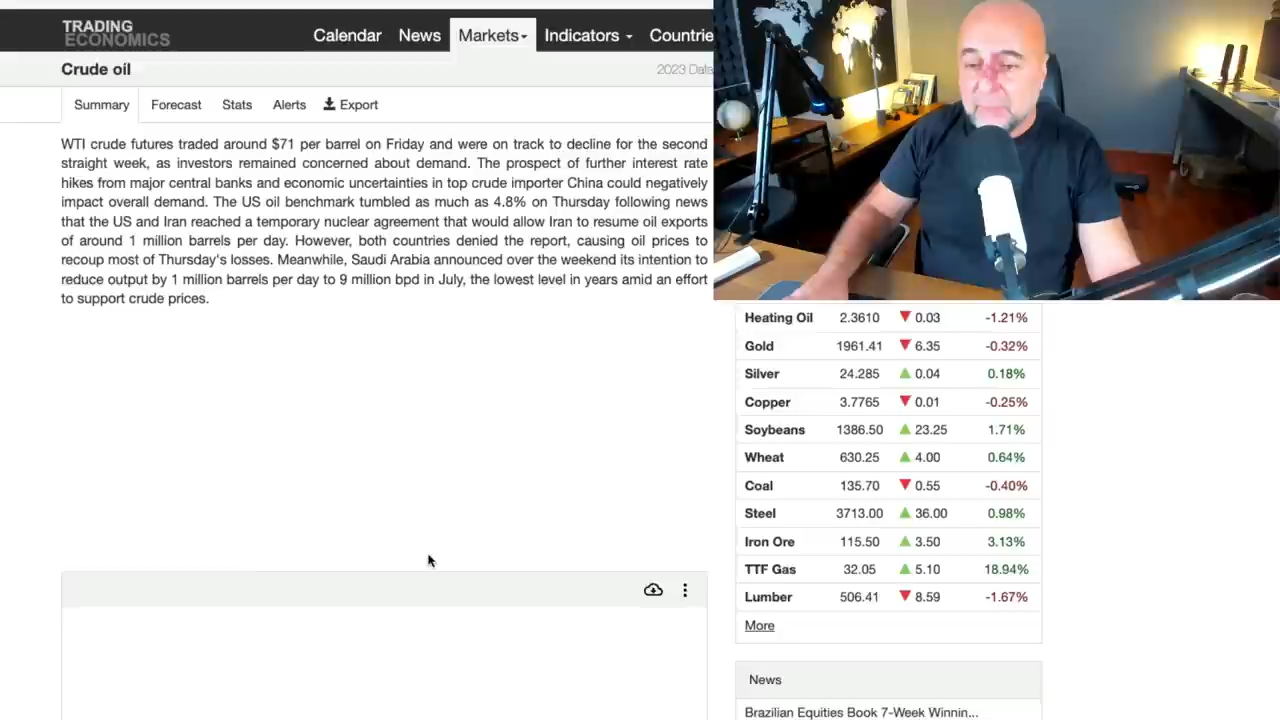 TRADING
ECONOMICS
Calendar
News
Markets
Indicators
Countrie
Crude oil
2023 Data
Summary
Forecast
Stats
Alerts
Export
WTI crude futures traded around $71 per barrel on Friday and were on track to decline for the second
straight week, as investors remained concerned about demand. The prospect of further interest rate
hikes from major central banks and economic uncertainties in top crude importer China could negatively
impact overall demand. The US oil benchmark tumbled as much as 4.8% on Thursday following news
that the US and Iran reached a temporary nuclear agreement that would allow Iran to resume oil exports
of around 1 million barrels per day. However, both countries denied the report, causing oil prices to
recoup most of Thursday's losses. Meanwhile, Saudi Arabia announced over the weekend its intention to
reduce output by 1 million barrels per day to 9 million bpd in July, the lowest level in years amid an effort
to support crude prices.
Heating Oil 2.3610 0.03 -1.21%
Gold 1961.41 6.35 -0.32%
Silver 24.285 0.04 0.18%
Copper 3.7765 0.01 -0.25%
Soybeans 1386.50 23.25 1.71%
Wheat 630.25 4.00 0.64%
Coal 135.70 0.55 -0.40%
Steel 3713.00 36.00 0.98%
Iron Ore 115.50 3.50 3.13%
TTF Gas 32.05 5.10 18.94%
Lumber 506.41 8.59 -1.67%
More
News
Brazilian Equities Book 7-Week Winnin...